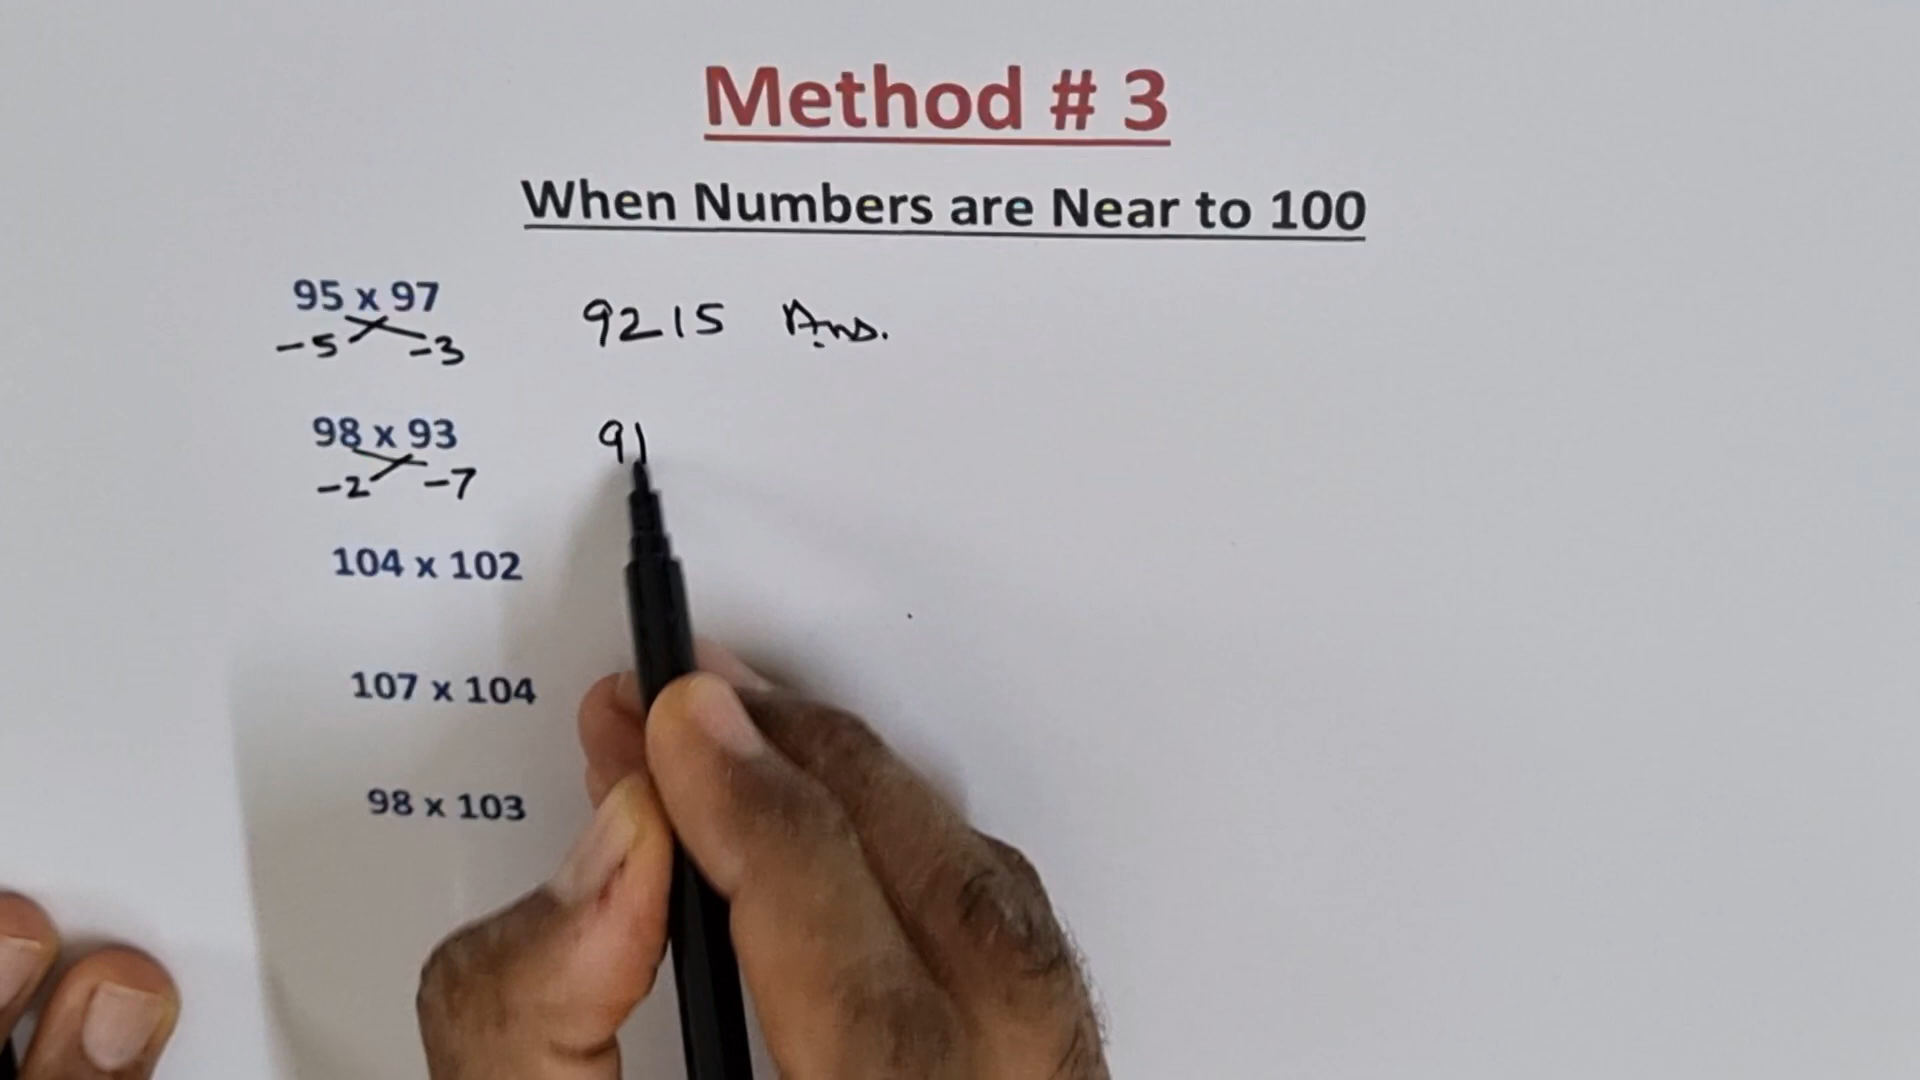 Method # 3
When Numbers are Near to 100
95 x 97 9215 Ans.
-5 -3
98 x 93 91
-2 -7
104 x 102
107 x 104
98 x 103